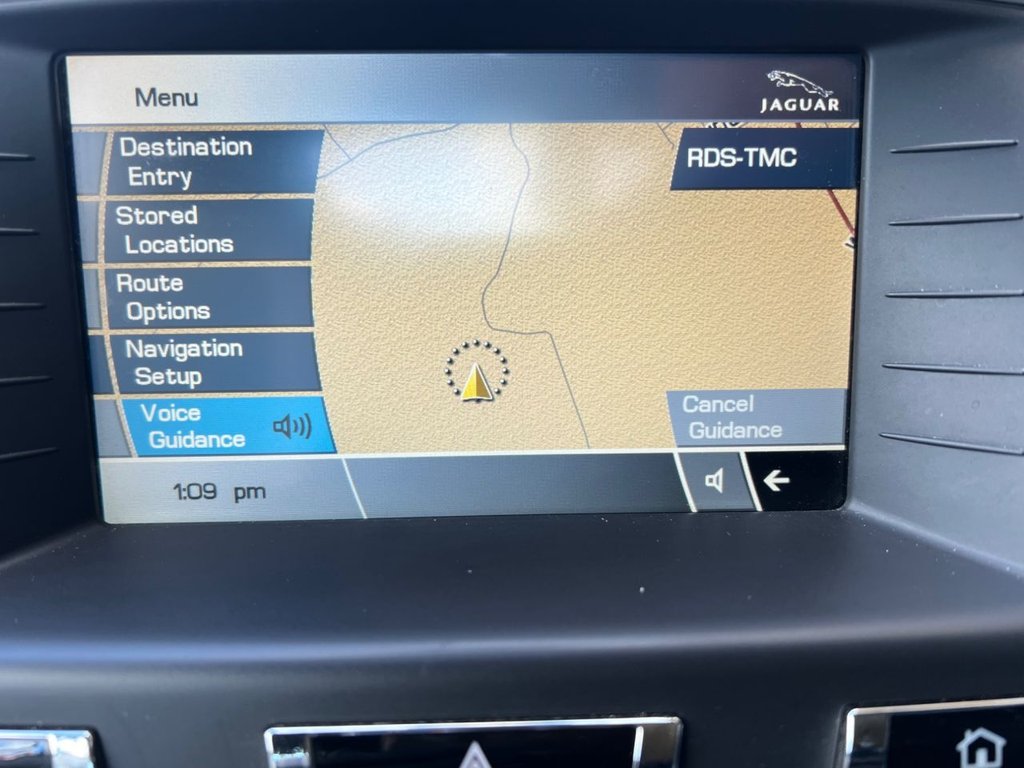 Menu
JAGUAR
Destination
Entry
RDS-TMC
Stored
Locations
Route
Options
Navigation
Setup
Voice
Guidance
Cancel
Guidance
1:09 pm